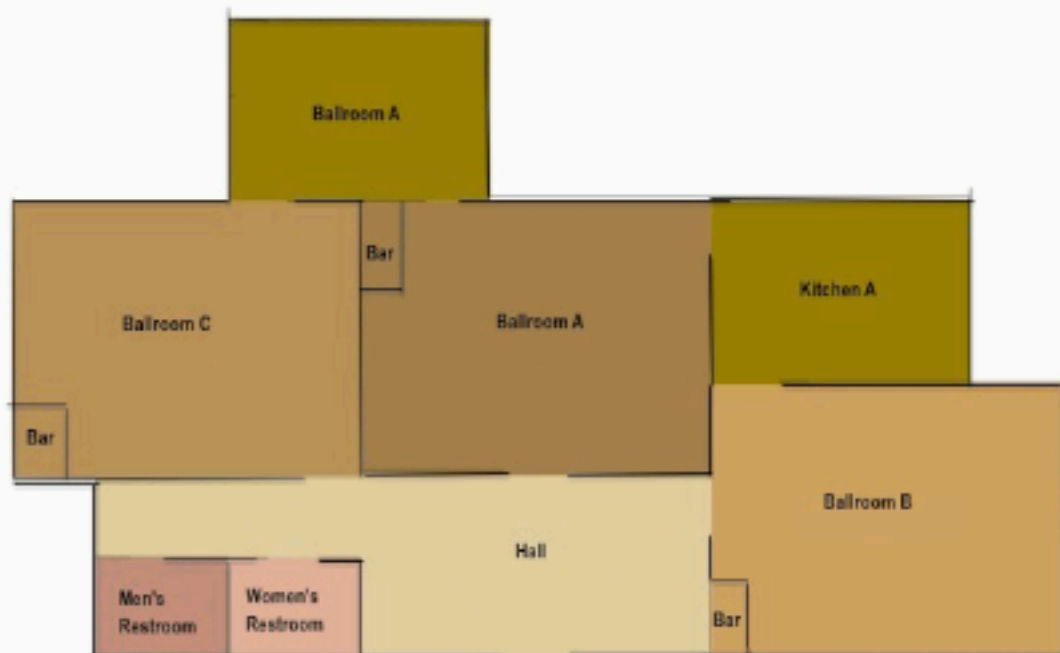 Ballroom A
Bar
Kitchen A
Ballroom C
Ballroom A
Bar
Ballroom B
Hall
Men's
Restroom
Women's
Restroom
Bar